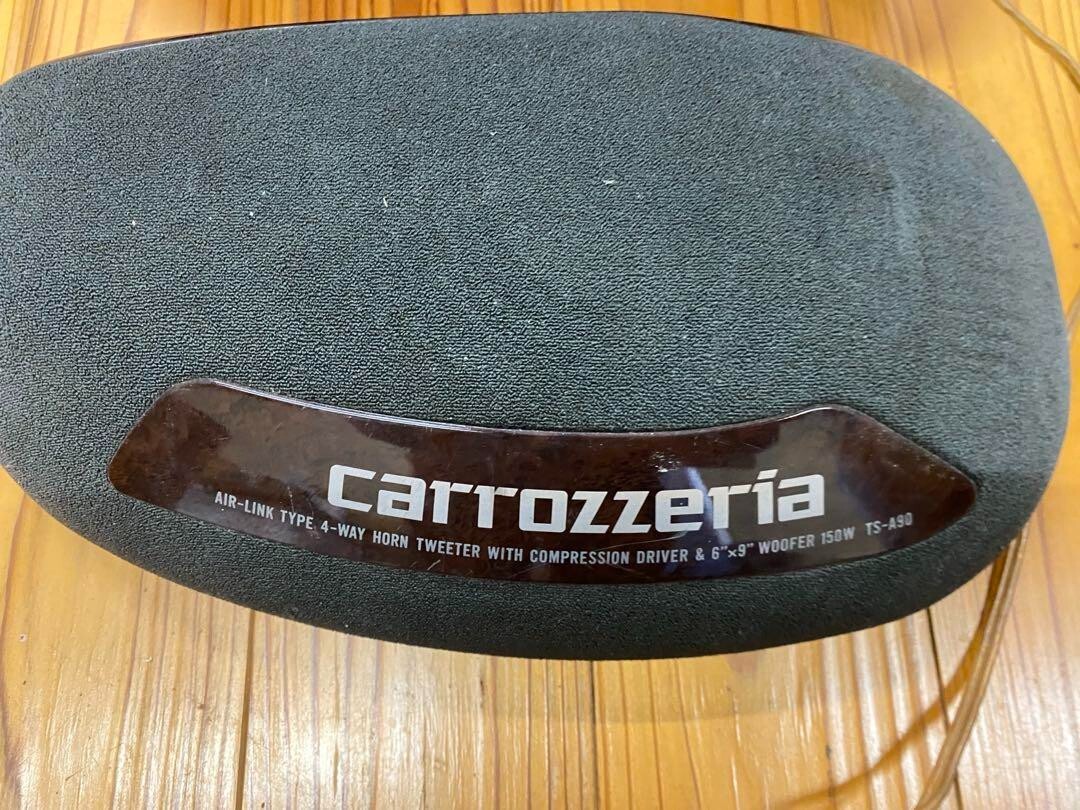 carrozzeria
AIR-LINK TYPE 4-WAY HORN TWEETER WITH COMPRESSION DRIVER & 6"×9" WOOFER 150W TS-A90